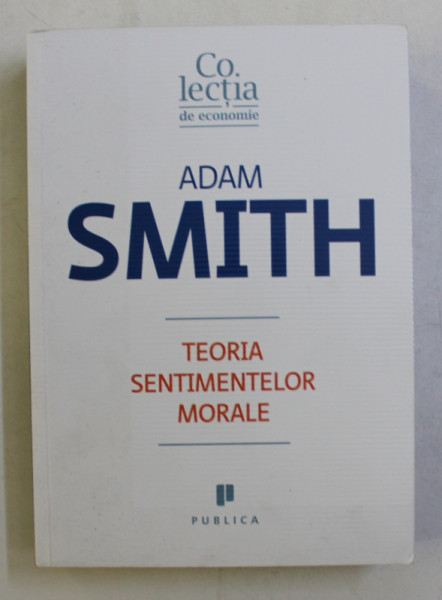 Co.
lecția
de economie
ADAM
SMITH
TEORIA
SENTIMENTELOR
MORALE
PUBLICA